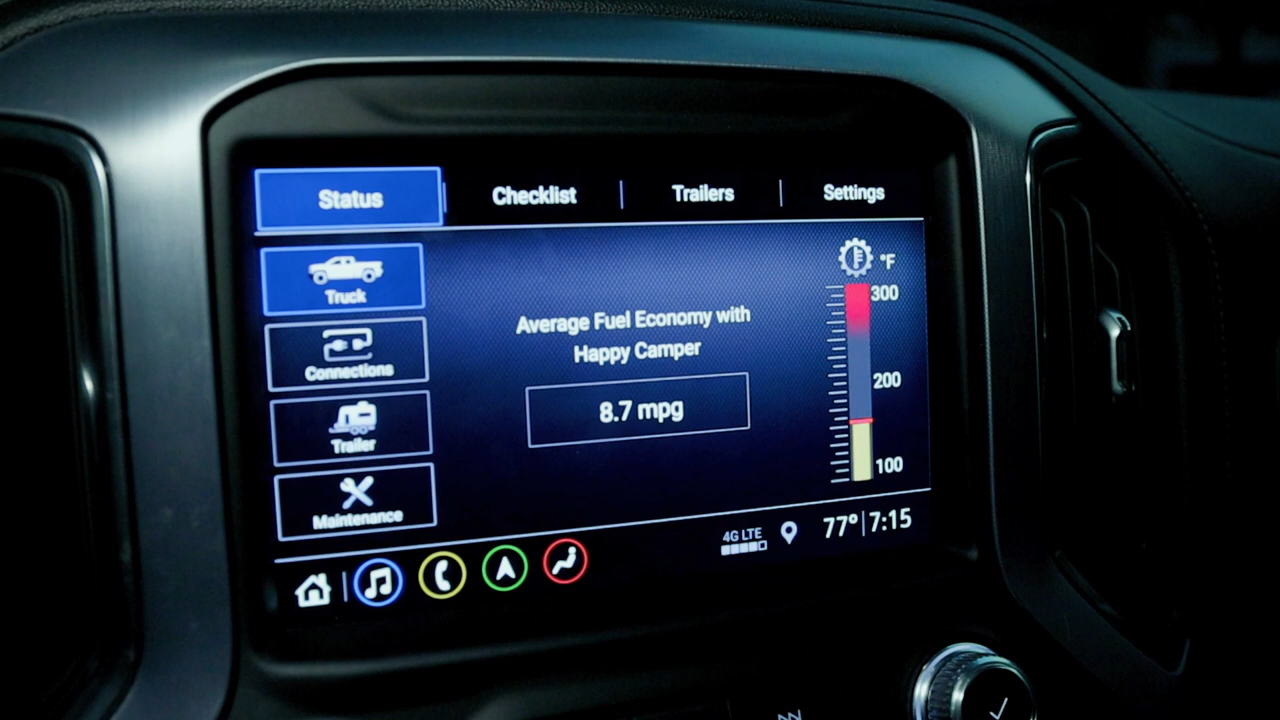 Status
Checklist
Trailers
Settings
Truck
Connections
Trailer
Maintenance
Average Fuel Economy with
Happy Camper
8.7 mpg
°F
300
200
100
4G LTE
77° 7:15